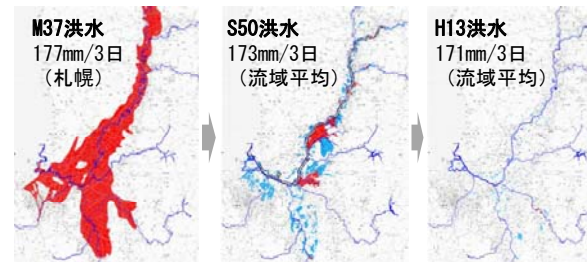 M37洪水
177㎜/3日
（札幌）
S50洪水
173㎜/3日
（流域平均）
H13洪水
171㎜/3日
（流域平均）